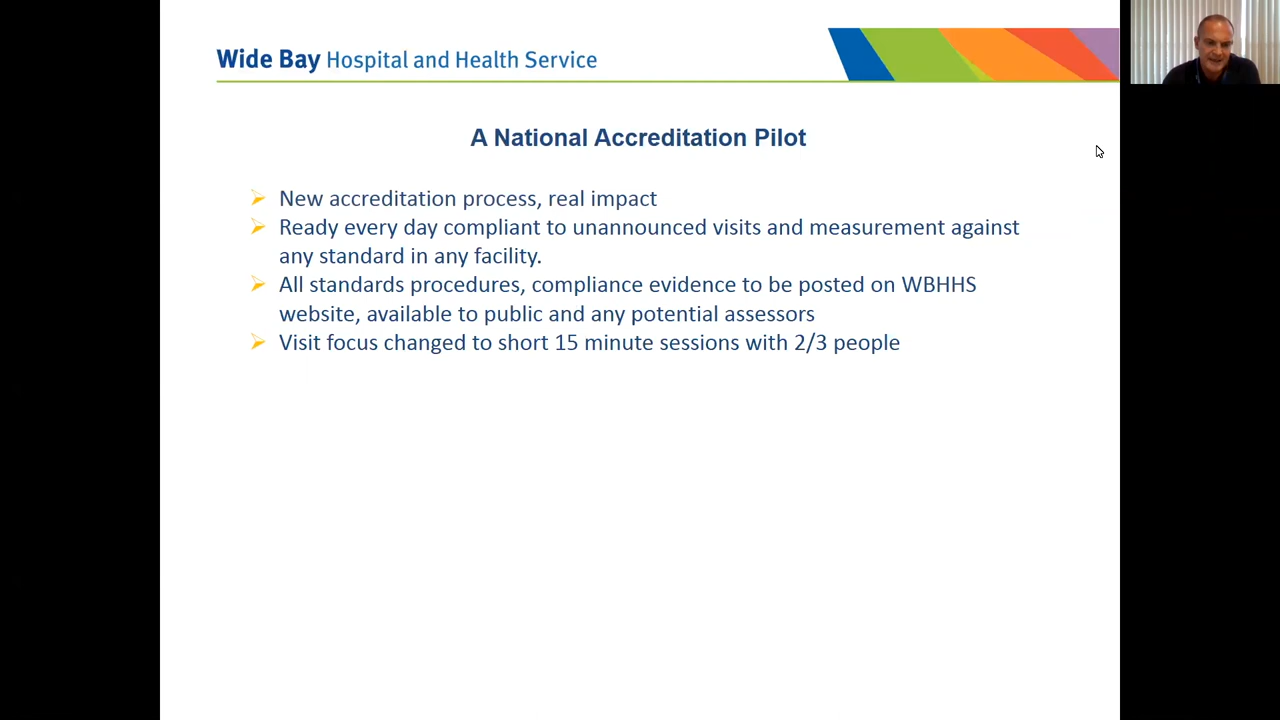 Wide Bay Hospital and Health Service
A National Accreditation Pilot
New accreditation process, real impact
Ready every day compliant to unannounced visits and measurement against
any standard in any facility.
All standards procedures, compliance evidence to be posted on WBHHS
website, available to public and any potential assessors
Visit focus changed to short 15 minute sessions with 2/3 people